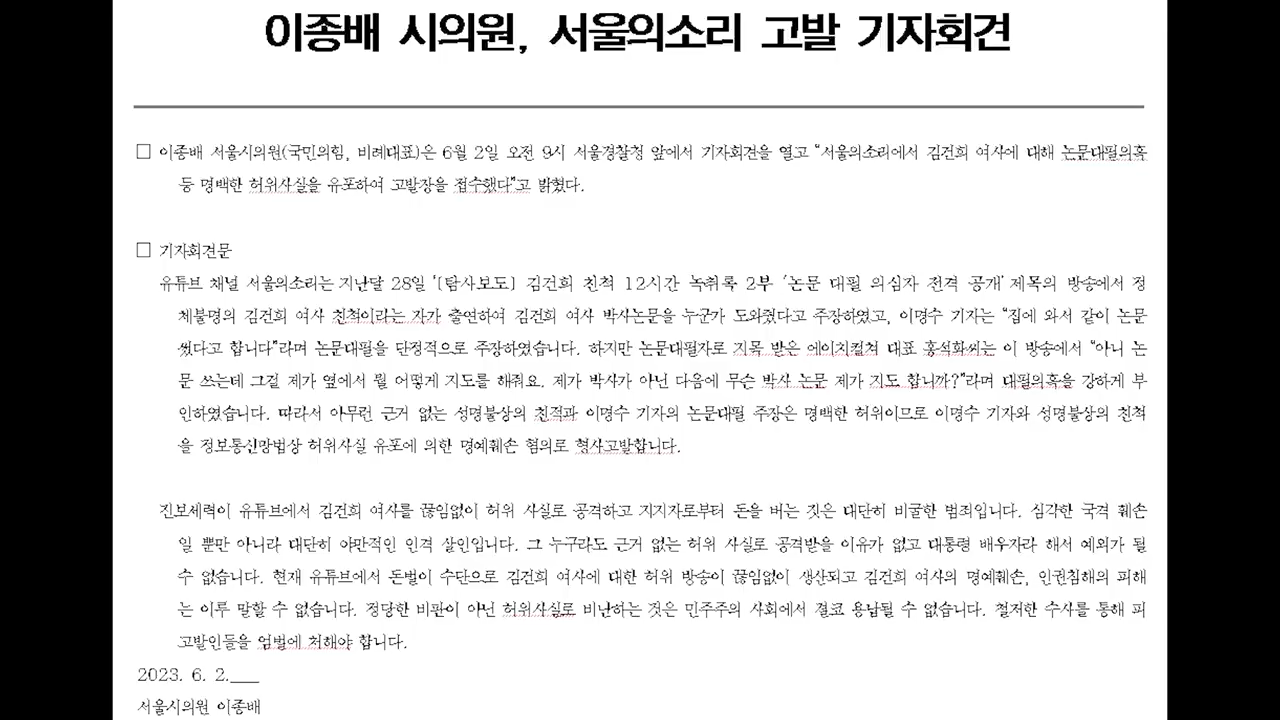 이종배 시의원, 서울의소리 고발 기자회견
□ 이종배 서울시의원(국민의힘, 비례대표)은 6월 2일 오전 9시 서울경찰청 앞에서 기자회견을 열고 “서울의소리에서 김건희 여사에 대해 논문대필의혹
등 명백한 허위사실을 유포하여 고발장을 접수했다”고 밝혔다.
□ 기자회견문
유튜브 채널 서울의소리는 지난달 28일 ‘[탐사보도] 김건희 친척 12시간 녹취록 2부 ‘논문 대필 의심자 전격 공개’ 제목의 방송에서 정
체불명의 김건희 여사 친척이라는 자가 출연하여 김건희 여사 박사논문을 누군가 도와줬다고 주장하였고, 이명수 기자는 “집에 와서 같이 논문
썼다고 합니다”라며 논문대필을 단정적으로 주장하였습니다. 하지만 논문대필자로 지목 받은 에이치컬쳐 대표 홍석화씨는 이 방송에서 “아니 논
문 쓰는데 그걸 제가 옆에서 뭘 어떻게 지도를 해줘요. 제가 박사가 아닌 다음에 무슨 박사 논문 제가 지도 합니까?”라며 대필의혹을 강하게 부
인하였습니다. 따라서 아무런 근거 없는 성명불상의 친적과 이명수 기자의 논문대필 주장은 명백한 허위이므로 이명수 기자와 성명불상의 친척
을 정보통신망법상 허위사실 유포에 의한 명예훼손 혐의로 형사고발합니다.
진보세력이 유튜브에서 김건희 여사를 끊임없이 허위 사실로 공격하고 지지자로부터 돈을 버는 짓은 대단히 비굴한 범죄입니다. 심각한 국격 훼손
일 뿐만 아니라 대단히 야만적인 인격 살인입니다. 그 누구라도 근거 없는 허위 사실로 공격받을 이유가 없고 대통령 배우자라 해서 예외가 될
수 없습니다. 현재 유튜브에서 돈벌이 수단으로 김건희 여사에 대한 허위 방송이 끊임없이 생산되고 김건희 여사의 명예훼손, 인권침해의 피해
는 이루 말할 수 없습니다. 정당한 비판이 아닌 허위사실로 비난하는 것은 민주주의 사회에서 결코 용납될 수 없습니다. 철저한 수사를 통해 피
고발인들을 엄벌에 처해야 합니다.
2023. 6. 2.___
서울시의원 이종배